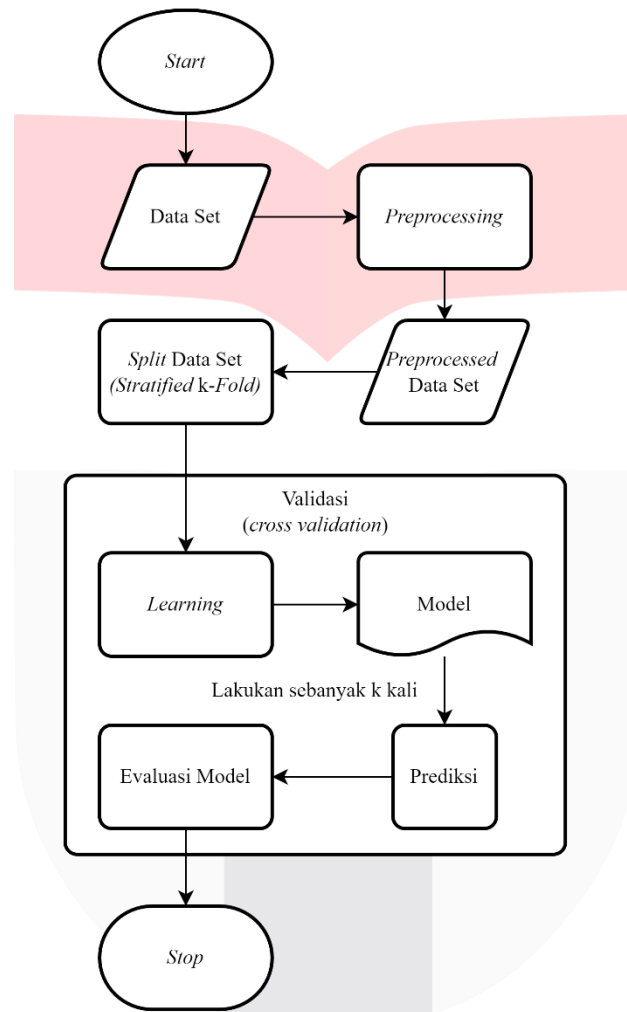 Start
Data Set
Preprocessing
Preprocessed
Data Set
Split Data Set
(Stratified k-Fold)
Validasi
(cross validation)
Learning
Model
Lakukan sebanyak k kali
Prediksi
Evaluasi Model
Stop